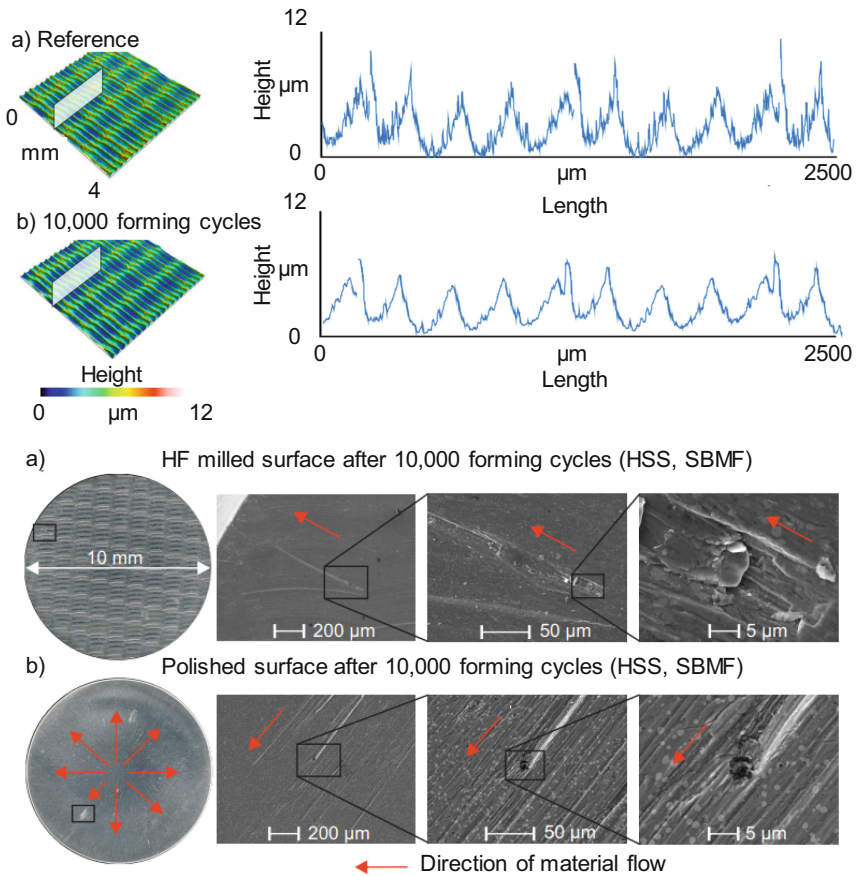 a) Reference
0
mm
4
12
Height
µm
0
0
µm
2500
Length
b) 10,000 forming cycles
12
Height
µm
0
0
µm
2500
Length
Height
0
µm
12
a)
HF milled surface after 10,000 forming cycles (HSS, SBMF)
10 mm
200 µm
50 µm
5 µm
b)
Polished surface after 10,000 forming cycles (HSS, SBMF)
200 µm
50 µm
5 µm
Direction of material flow